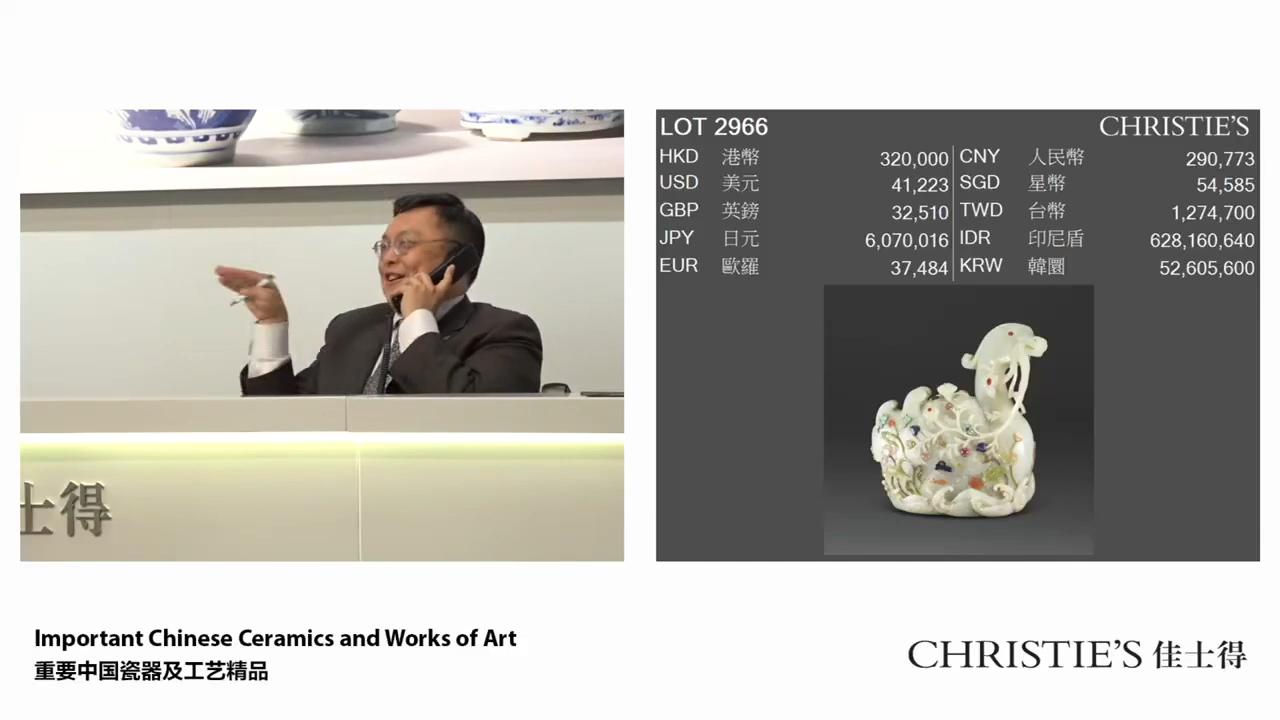 LOT 2966
CHRISTIE'S
HKD 港幣 320,000 CNY 人民幣 290,773
USD 美元 41,223 SGD 星幣 54,585
GBP 英鎊 32,510 TWD 台幣 1,274,700
JPY 日元 6,070,016 IDR 印尼盾 628,160,640
EUR 歐羅 37,484 KRW 韓圜 52,605,600
士得
Important Chinese Ceramics and Works of Art
重要中国瓷器及工艺精品
CHRISTIE'S 佳士得